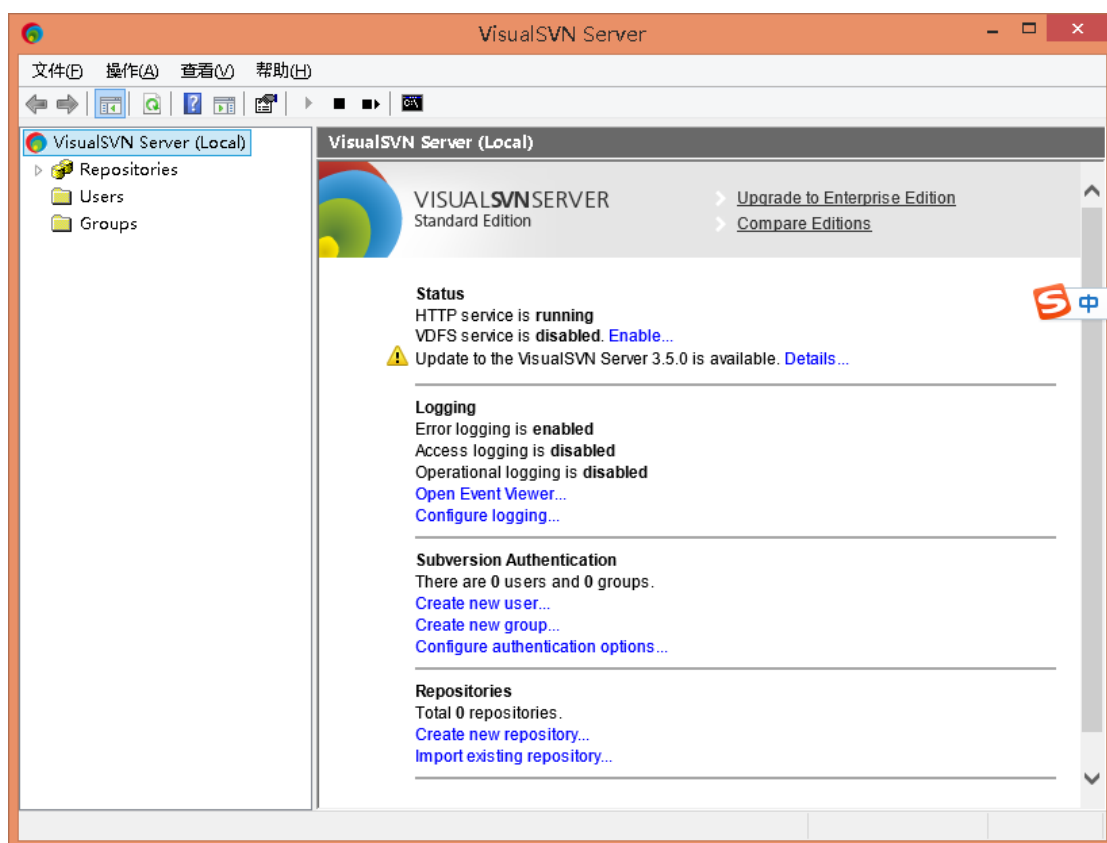 VisualSVN Server
文件(F) 操作(A) 查看(V) 帮助(H)
VisualSVN Server (Local)
Repositories
Users
Groups
VisualSVN Server (Local)
VISUALSVNSERVER
Standard Edition
Upgrade to Enterprise Edition
Compare Editions
Status
HTTP service is running
VDFS service is disabled. Enable...
Update to the VisualSVN Server 3.5.0 is available. Details...
Logging
Error logging is enabled
Access logging is disabled
Operational logging is disabled
Open Event Viewer...
Configure logging...
Subversion Authentication
There are 0 users and 0 groups.
Create new user...
Create new group...
Configure authentication options...
Repositories
Total 0 repositories.
Create new repository...
Import existing repository...
S 中